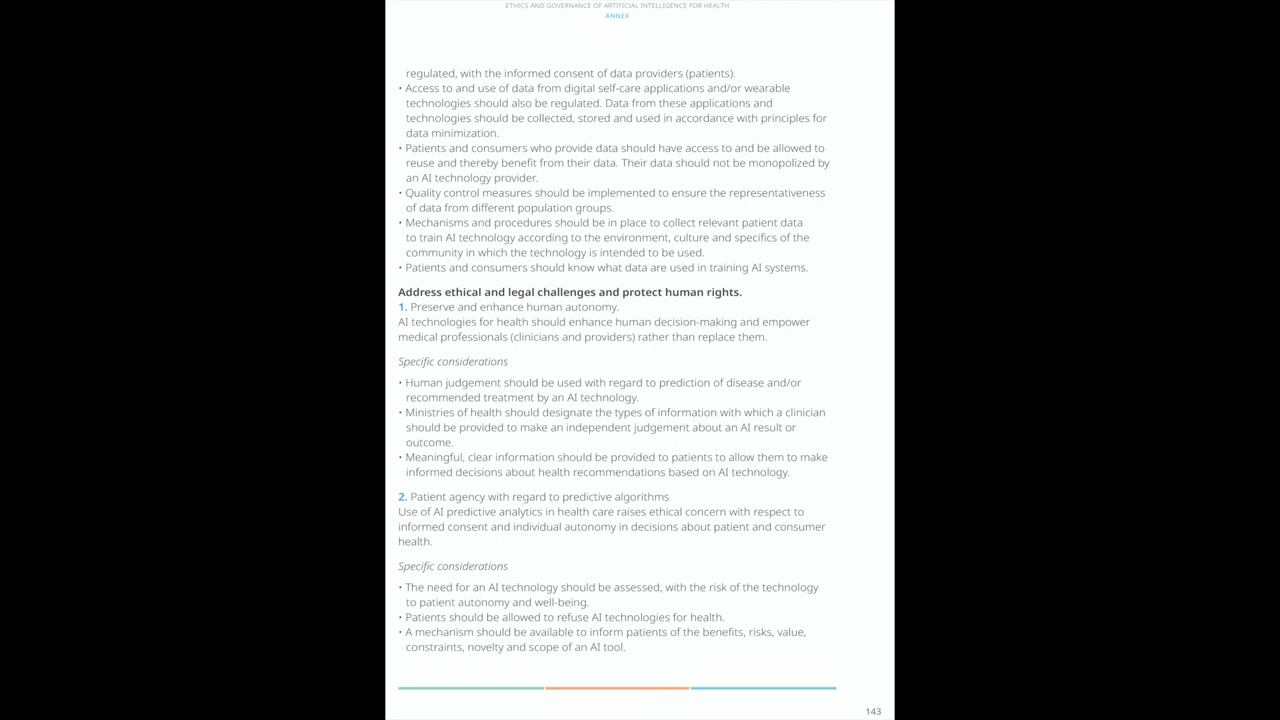 ETHICS AND GOVERNANCE OF ARTIFICIAL INTELLIGENCE FOR HEALTH
ANNEX
regulated, with the informed consent of data providers (patients).
• Access to and use of data from digital self-care applications and/or wearable
technologies should also be regulated. Data from these applications and
technologies should be collected, stored and used in accordance with principles for
data minimization.
• Patients and consumers who provide data should have access to and be allowed to
reuse and thereby benefit from their data. Their data should not be monopolized by
an AI technology provider.
• Quality control measures should be implemented to ensure the representativeness
of data from different population groups.
• Mechanisms and procedures should be in place to collect relevant patient data
to train AI technology according to the environment, culture and specifics of the
community in which the technology is intended to be used.
• Patients and consumers should know what data are used in training AI systems.
Address ethical and legal challenges and protect human rights.
1. Preserve and enhance human autonomy.
AI technologies for health should enhance human decision-making and empower
medical professionals (clinicians and providers) rather than replace them.
Specific considerations
• Human judgement should be used with regard to prediction of disease and/or
recommended treatment by an AI technology.
• Ministries of health should designate the types of information with which a clinician
should be provided to make an independent judgement about an AI result or
outcome.
• Meaningful, clear information should be provided to patients to allow them to make
informed decisions about health recommendations based on AI technology.
2. Patient agency with regard to predictive algorithms
Use of AI predictive analytics in health care raises ethical concern with respect to
informed consent and individual autonomy in decisions about patient and consumer
health.
Specific considerations
• The need for an AI technology should be assessed, with the risk of the technology
to patient autonomy and well-being.
• Patients should be allowed to refuse AI technologies for health.
• A mechanism should be available to inform patients of the benefits, risks, value,
constraints, novelty and scope of an AI tool.
143